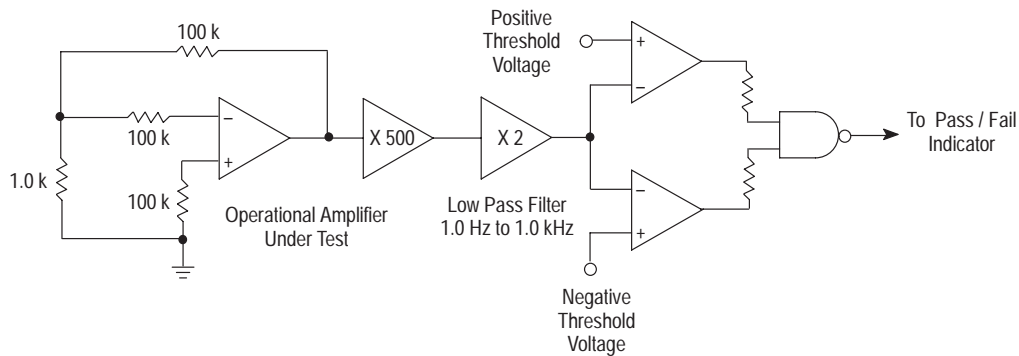 100 k
Positive
Threshold
Voltage
+
−
100 k
−
+
X 500
X 2
To Pass / Fail
Indicator
1.0 k
100 k
Operational Amplifier
Under Test
Low Pass Filter
1.0 Hz to 1.0 kHz
−
+
Negative
Threshold
Voltage